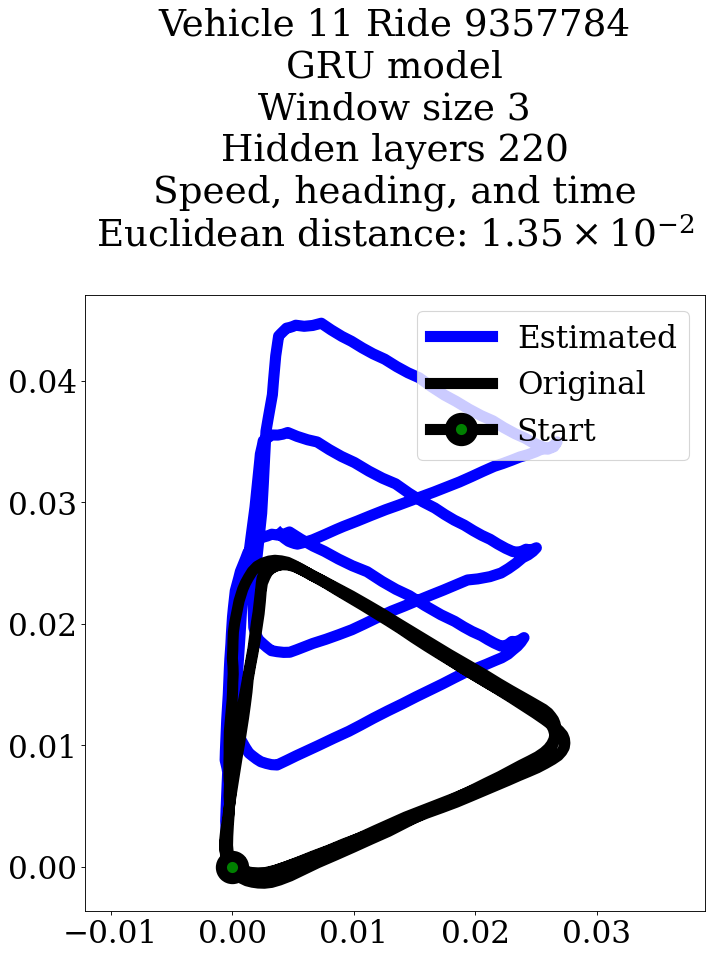 Vehicle 11 Ride 9357784
GRU model
Window size 3
Hidden layers 220
Speed, heading, and time
Euclidean distance: 1.35 × 10⁻²
Estimated
Original
Start
0.04
0.03
0.02
0.01
0.00
−0.01 0.00 0.01 0.02 0.03